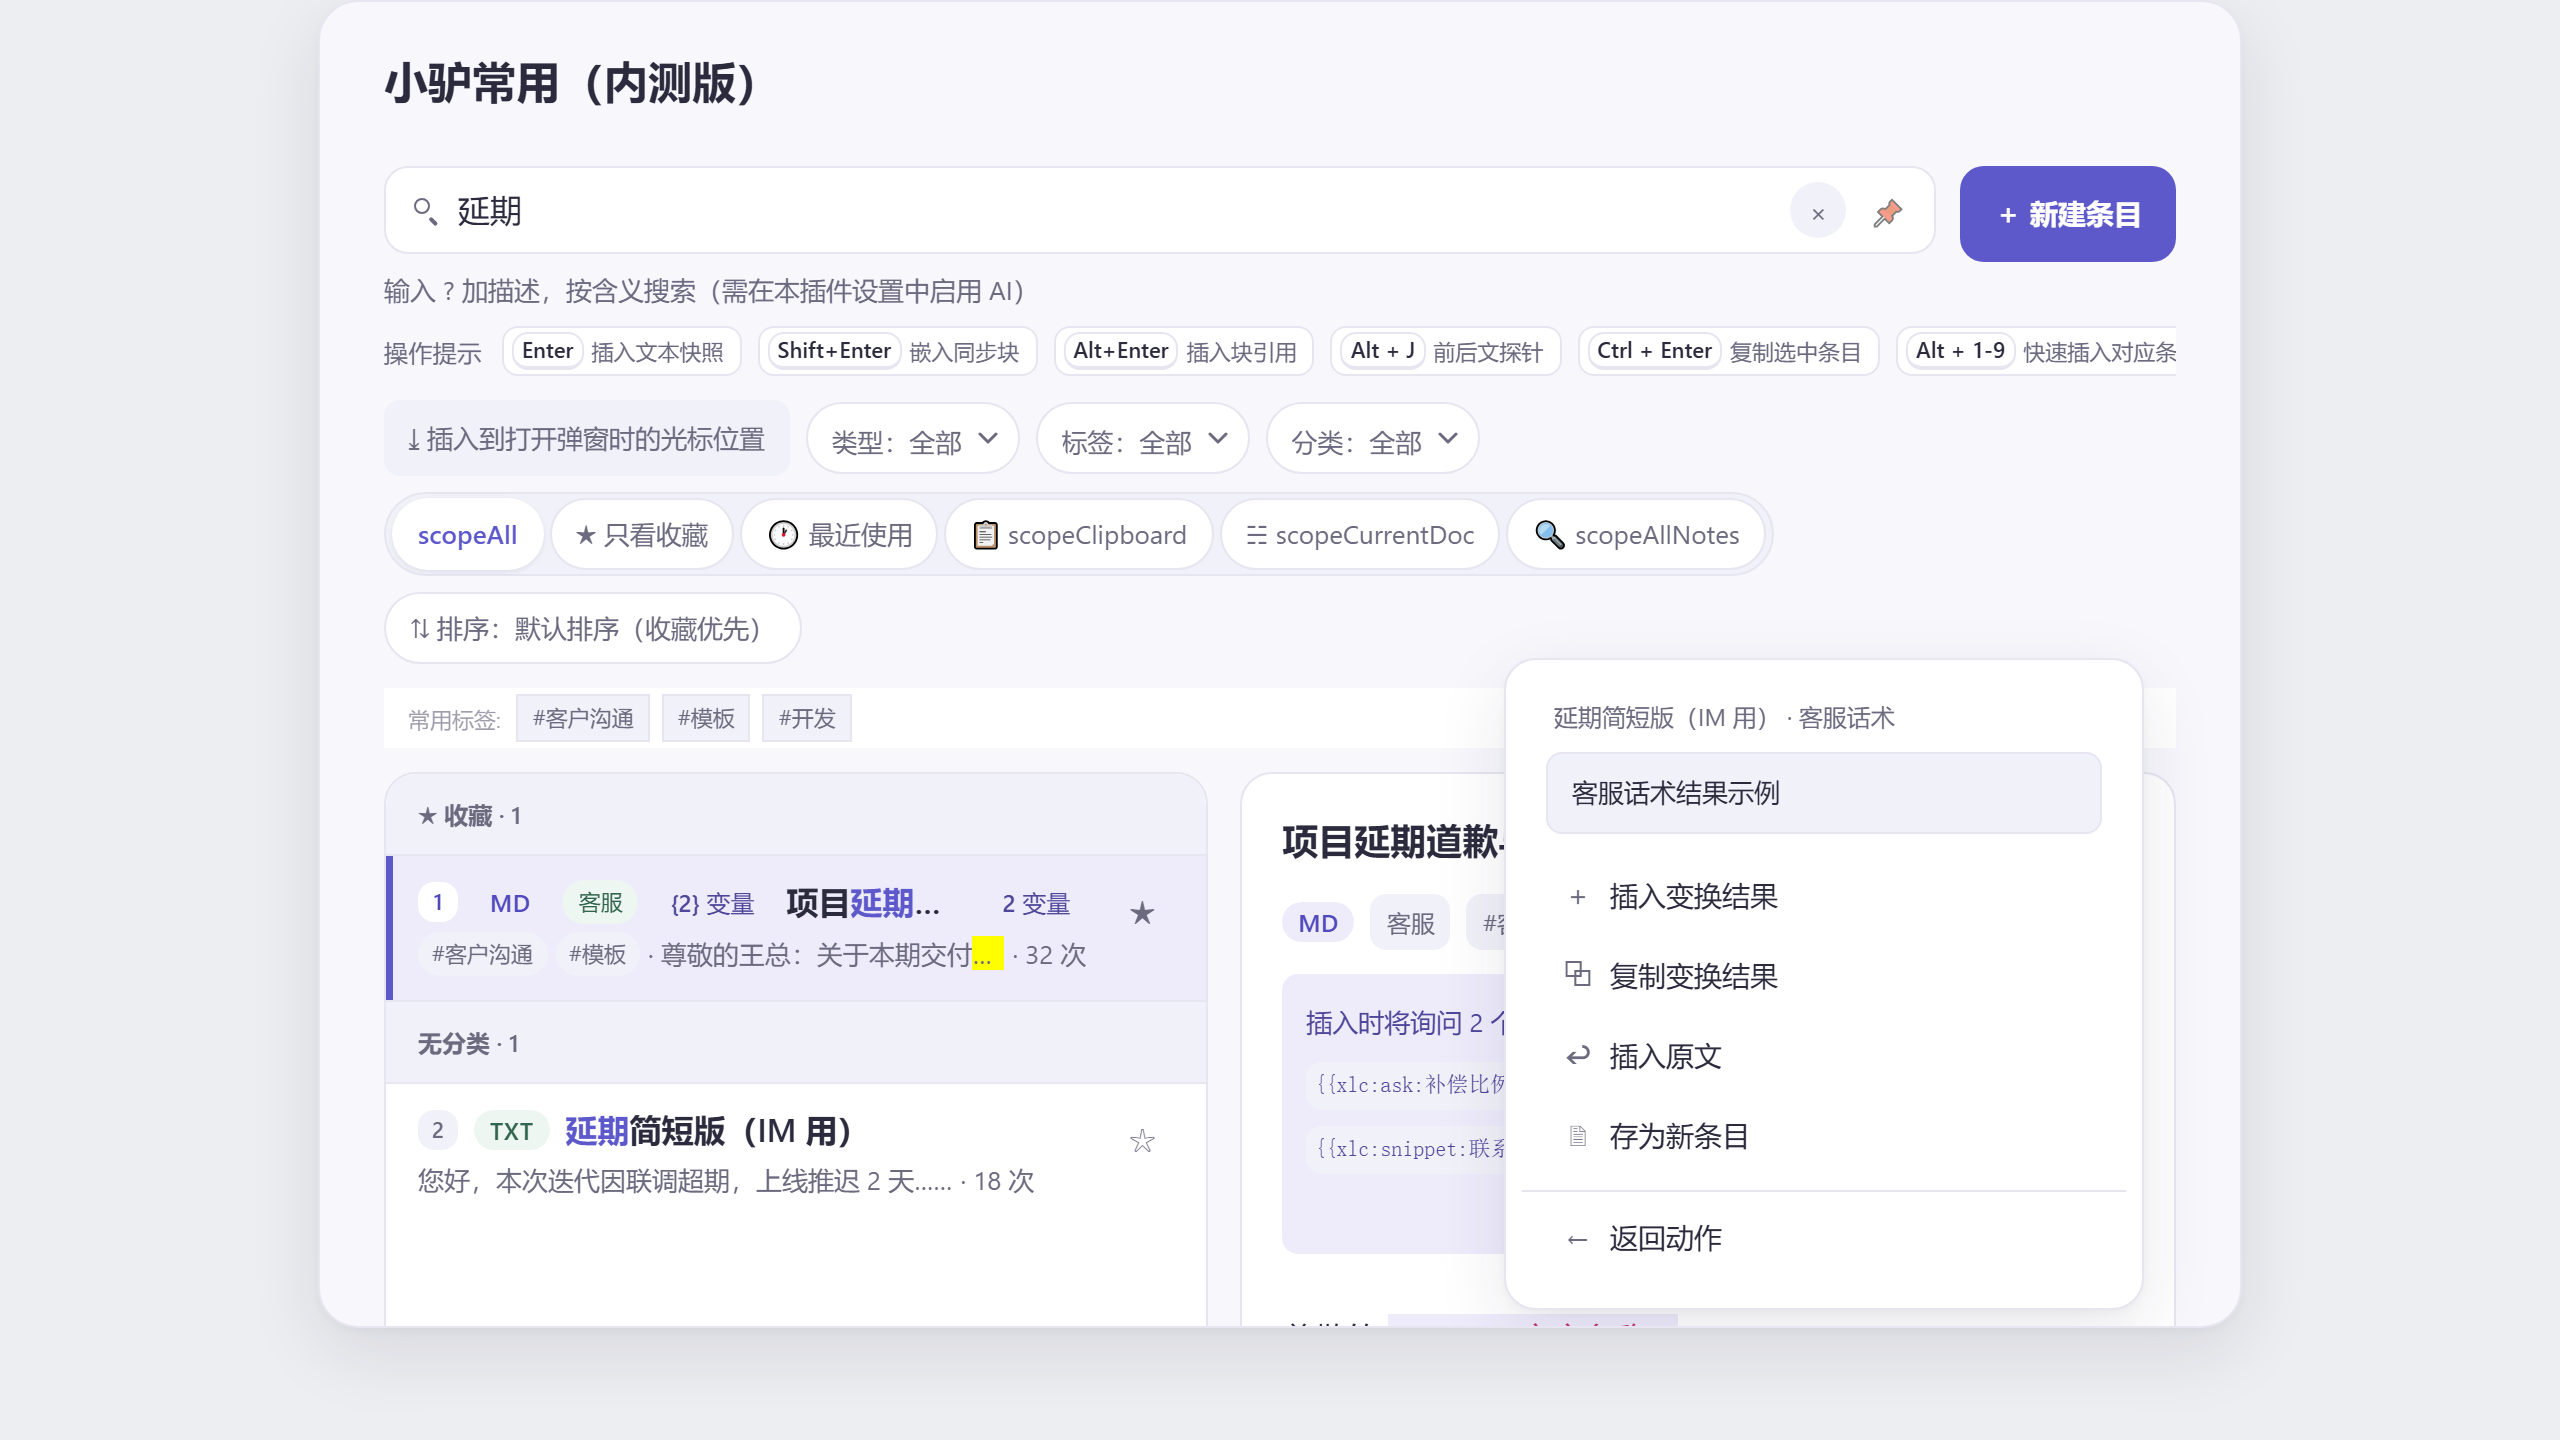 小驴常用（内测版）
延期
× 
+ 新建条目
输入 ? 加描述，按含义搜索（需在本插件设置中启用 AI）
操作提示 Enter 插入文本快照 Shift+Enter 嵌入同步块 Alt+Enter 插入块引用 Alt + J 前后文探针 Ctrl + Enter 复制选中条目 Alt + 1-9 快速插入对应条
⤓ 插入到打开弹窗时的光标位置 类型：全部 标签：全部 分类：全部
scopeAll ★ 只看收藏 最近使用 scopeClipboard ☵ scopeCurrentDoc scopeAllNotes
⇅ 排序：默认排序（收藏优先）
常用标签: #客户沟通 #模板 #开发
★ 收藏 · 1
1 MD 客服 {2} 变量 项目延期... 2 变量 ★
#客户沟通 #模板 · 尊敬的王总：关于本期交付... · 32 次
无分类 · 1
2 TXT 延期简短版（IM 用） ☆
您好，本次迭代因联调超期，上线推迟 2 天…… · 18 次
项目延期道歉
MD 客服
插入时将询问 2
{{xlc:ask:补偿比例
{{xlc:snippet:联系
延期简短版（IM 用） · 客服话术
客服话术结果示例
+ 插入变换结果
复制变换结果
↩ 插入原文
存为新条目
← 返回动作